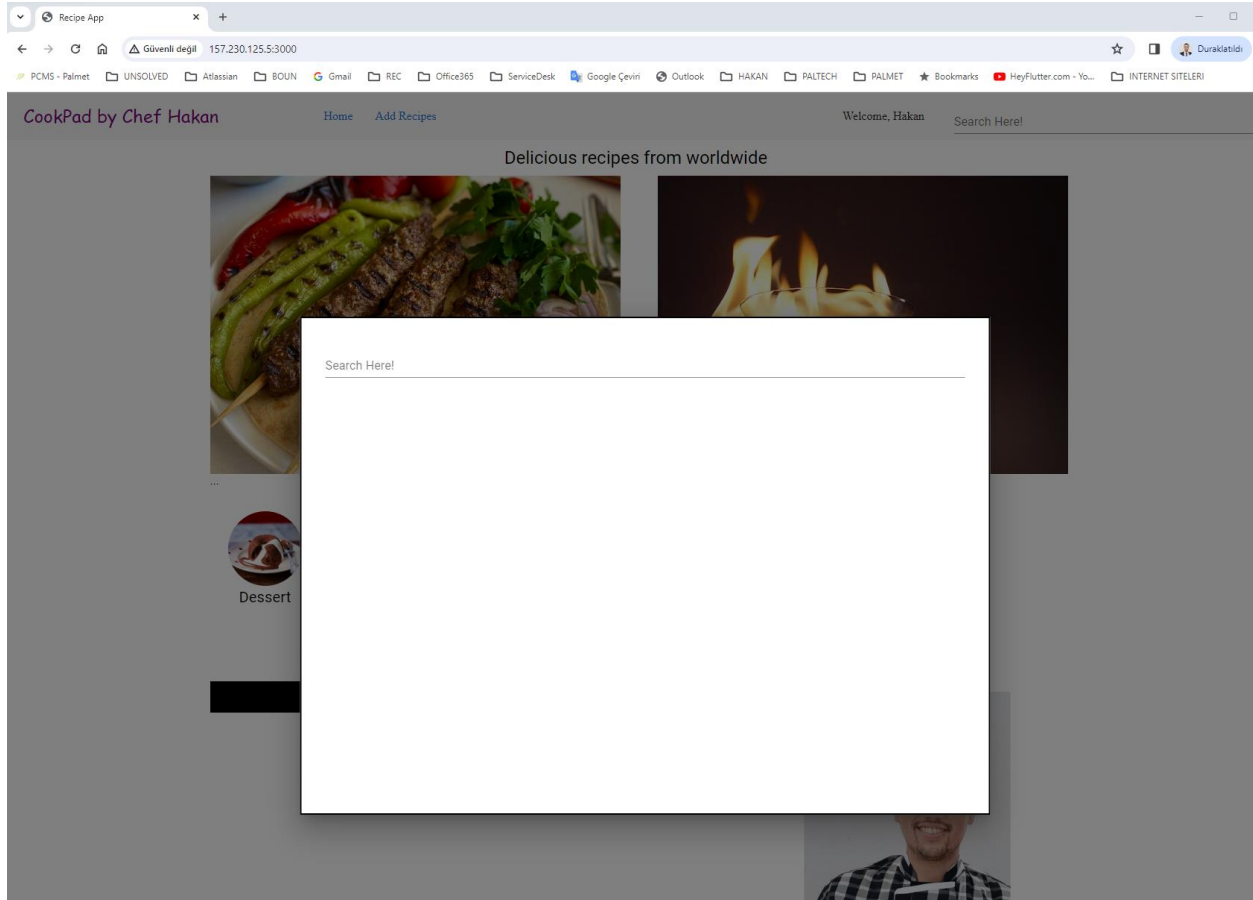 Recipe App
Güvenli değil 157.230.125.5:3000 Duraklatıldı
PCMS - Palmet UNSOLVED Atlassian BOUN Gmail REC Office365 ServiceDesk Google Çeviri Outlook HAKAN PALTECH PALMET Bookmarks HeyFlutter.com - Yo... INTERNET SITELERI
CookPad by Chef Hakan Home Add Recipes Welcome, Hakan Search Here!
Delicious recipes from worldwide
Search Here!
...
Dessert